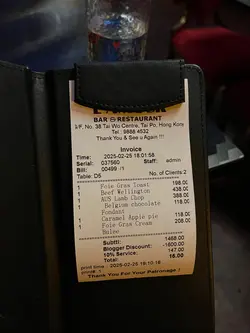 BAR RESTAURANT
/F, No. 38 Tai Wo Centre, Tai Po, Hong Kong
Tel : 9888 4532
Thank You & See u Again !!!
Invoice
Time: 2025-02-25 18:01:58
Serial: 037560 Staff: admin
Bill: 00499 /1
Table: D5 No. of Clients: 2
1 Foie Gras Toast 198.00
1 Beef Wellington 438.00
1 AUS Lamb Chop 388.00
1 Belgium chocolate 118.00
Fondant
1 Caramel Apple pie 118.00
1 Foie Gras Cream 208.00
Bulee
Subttl: 1468.00
Blogger Discount: -1600.00
10% Service: 147.00
Total: 16.00
print time : 2025-02-25 19:10:18
Thank You For Your Patronage !